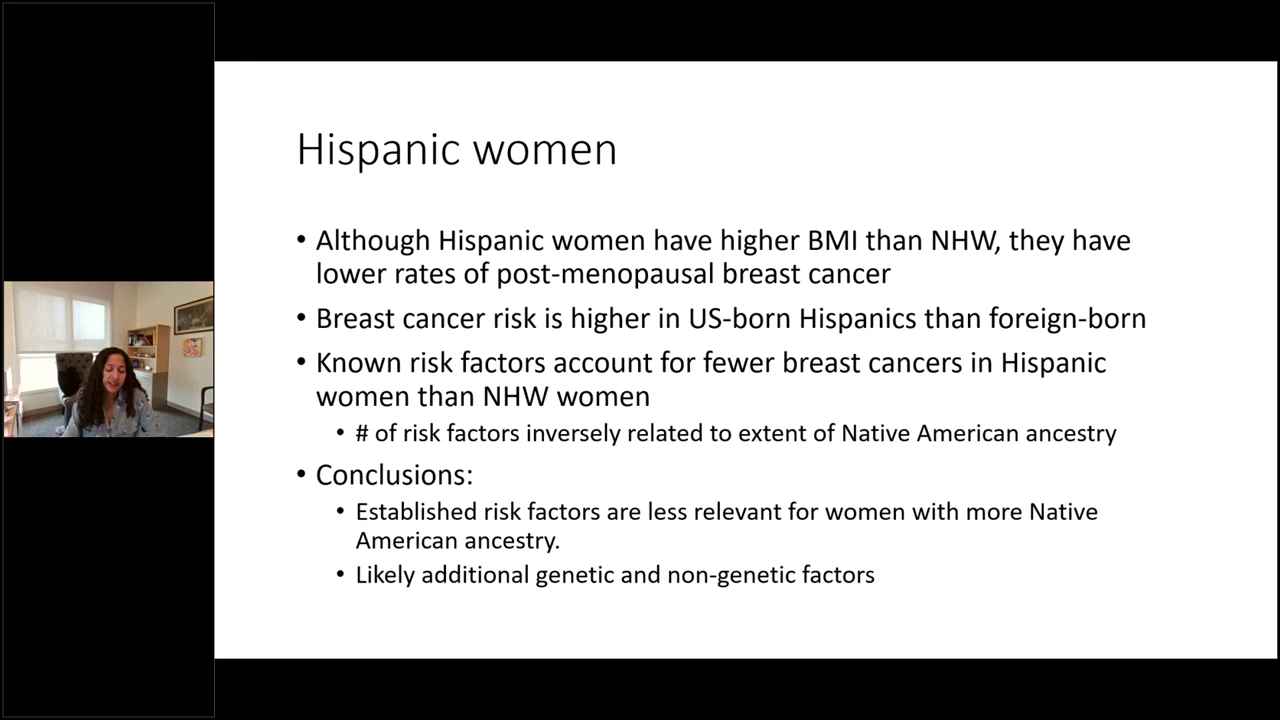 Hispanic women
• Although Hispanic women have higher BMI than NHW, they have
lower rates of post-menopausal breast cancer
• Breast cancer risk is higher in US-born Hispanics than foreign-born
• Known risk factors account for fewer breast cancers in Hispanic
women than NHW women
• # of risk factors inversely related to extent of Native American ancestry
• Conclusions:
• Established risk factors are less relevant for women with more Native
American ancestry.
• Likely additional genetic and non-genetic factors